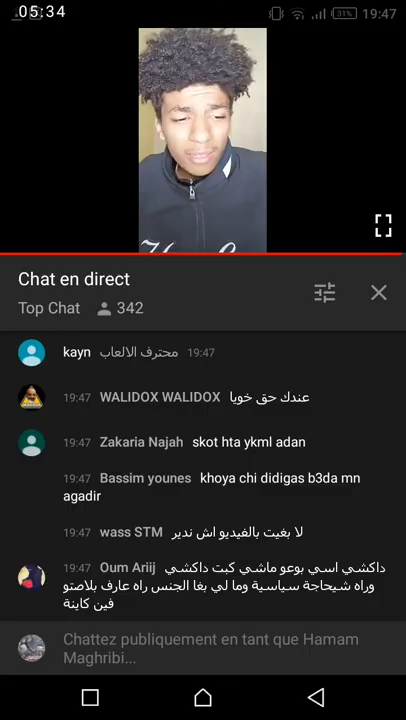 05:34
31%
19:47
Chat en direct
Top Chat 342
kayn محترف الالعاب 19:47
19:47 WALIDOX WALIDOX عندك حق خويا
19:47 Zakaria Najah skot hta ykml adan
19:47 Bassim younes khoya chi didigas b3da mn
agadir
19:47 wass STM لا بغيت بالفيديو اش ندير
19:47 Oum Ariij داكشي اسي بوعو ماشي كبت داكشي
وراه شيحاجة سياسية وما لي بغا الجنس راه عارف بلاصتو
فين كاينة
Chattez publiquement en tant que Hamam
Maghribi...